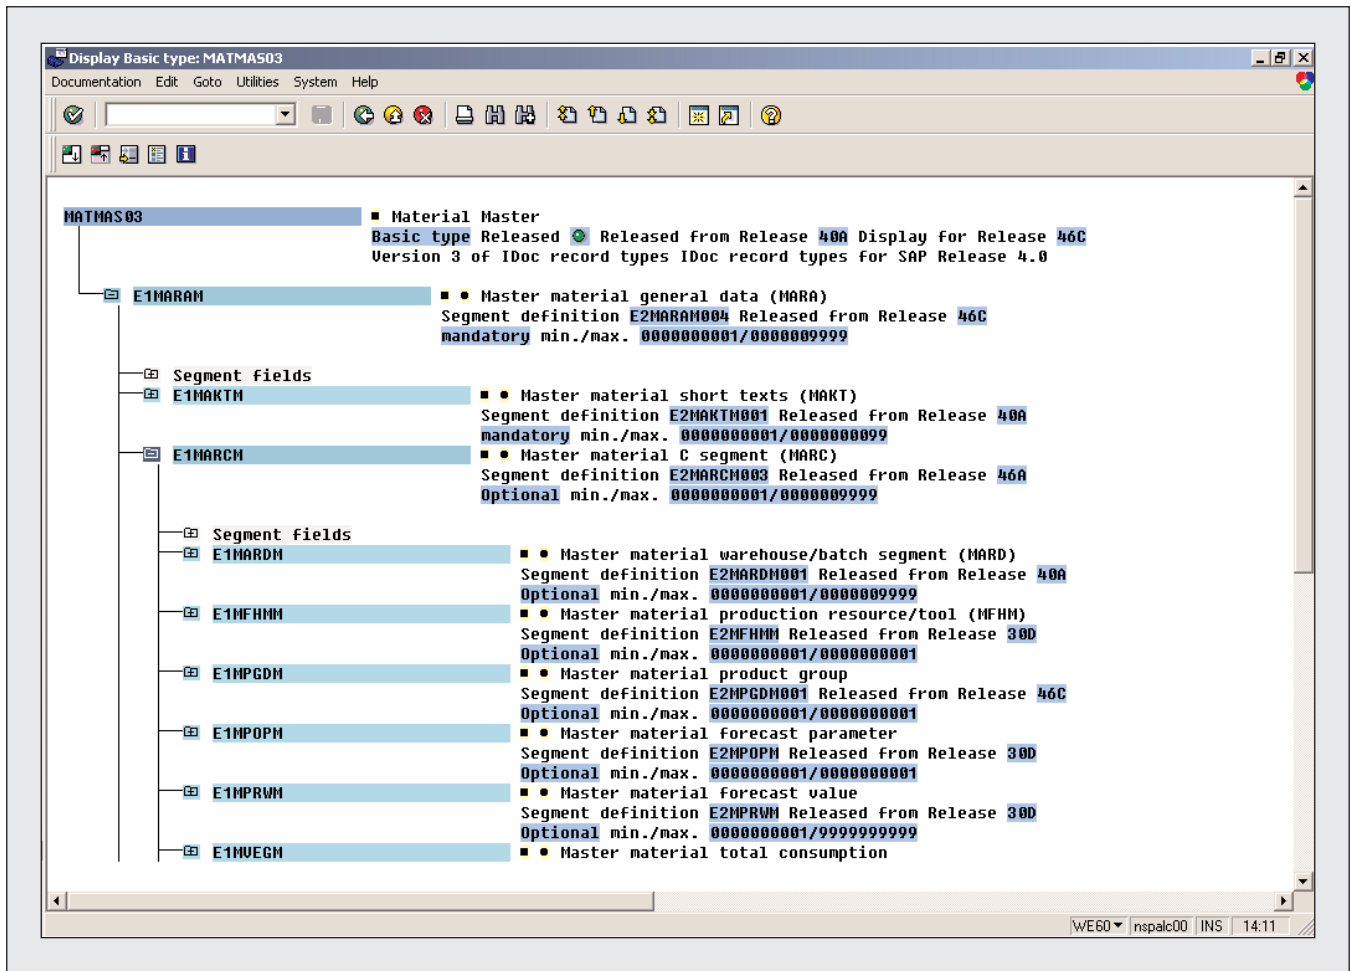 Display Basic type: MATMAS03
Documentation Edit Goto Utilities System Help
MATMAS03 Material Master
Basic type Released Released from Release 40A Display for Release 46C
Version 3 of IDoc record types IDoc record types for SAP Release 4.0
E1MARAM Master material general data (MARA)
Segment definition E2MARAM004 Released from Release 46C
mandatory min./max. 0000000001/0000009999
Segment fields
E1MAKTM Master material short texts (MAKT)
Segment definition E2MAKTM001 Released from Release 40A
mandatory min./max. 0000000001/0000000099
E1MARCM Master material C segment (MARC)
Segment definition E2MARCM003 Released from Release 46A
Optional min./max. 0000000001/0000009999
Segment fields
E1MARDM Master material warehouse/batch segment (MARD)
Segment definition E2MARDM001 Released from Release 40A
Optional min./max. 0000000001/0000009999
E1MFHMM Master material production resource/tool (MFHM)
Segment definition E2MFHMM Released from Release 30D
Optional min./max. 0000000001/0000000001
E1MPGDM Master material product group
Segment definition E2MPGDM001 Released from Release 46C
Optional min./max. 0000000001/0000000001
E1MPOPM Master material forecast parameter
Segment definition E2MPOPM Released from Release 30D
Optional min./max. 0000000001/0000000001
E1MPRWM Master material forecast value
Segment definition E2MPRWM Released from Release 30D
Optional min./max. 0000000001/9999999999
E1MVEGM Master material total consumption
WE60 nspalc00 INS 14:11